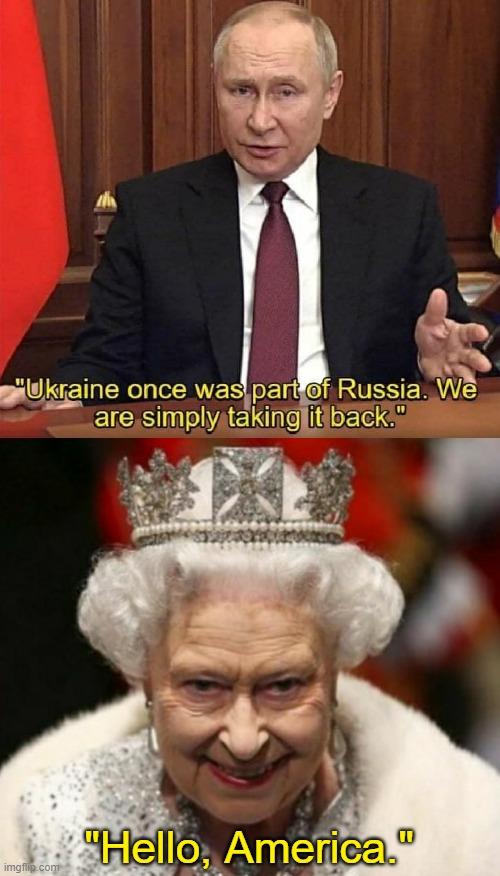 "Ukraine once was part of Russia. We
are simply taking it back."
"Hello, America."
imgflip.com